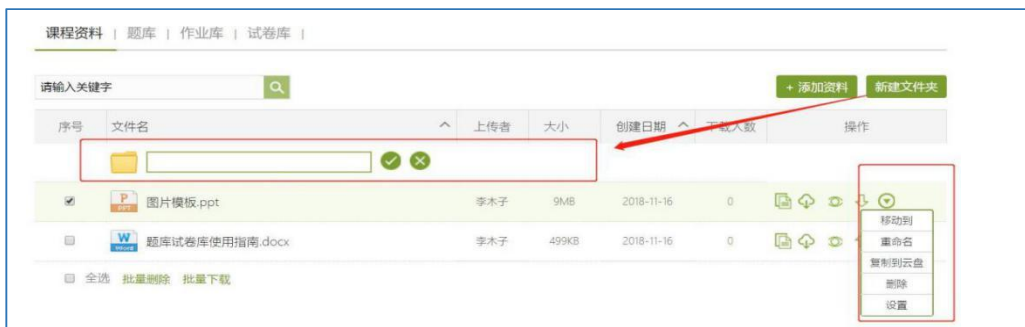 课程资料 | 题库 | 作业库 | 试卷库 |
请输入关键字
+ 添加资料 新建文件夹
序号 文件名 上传者 大小 创建日期 下载人数 操作
图片模板.ppt 李木子 9MB 2018-11-16 0
移动到
重命名
题库试卷库使用指南.docx 李木子 499KB 2018-11-16 0
复制到云盘
删除
设置
全选 批量删除 批量下载